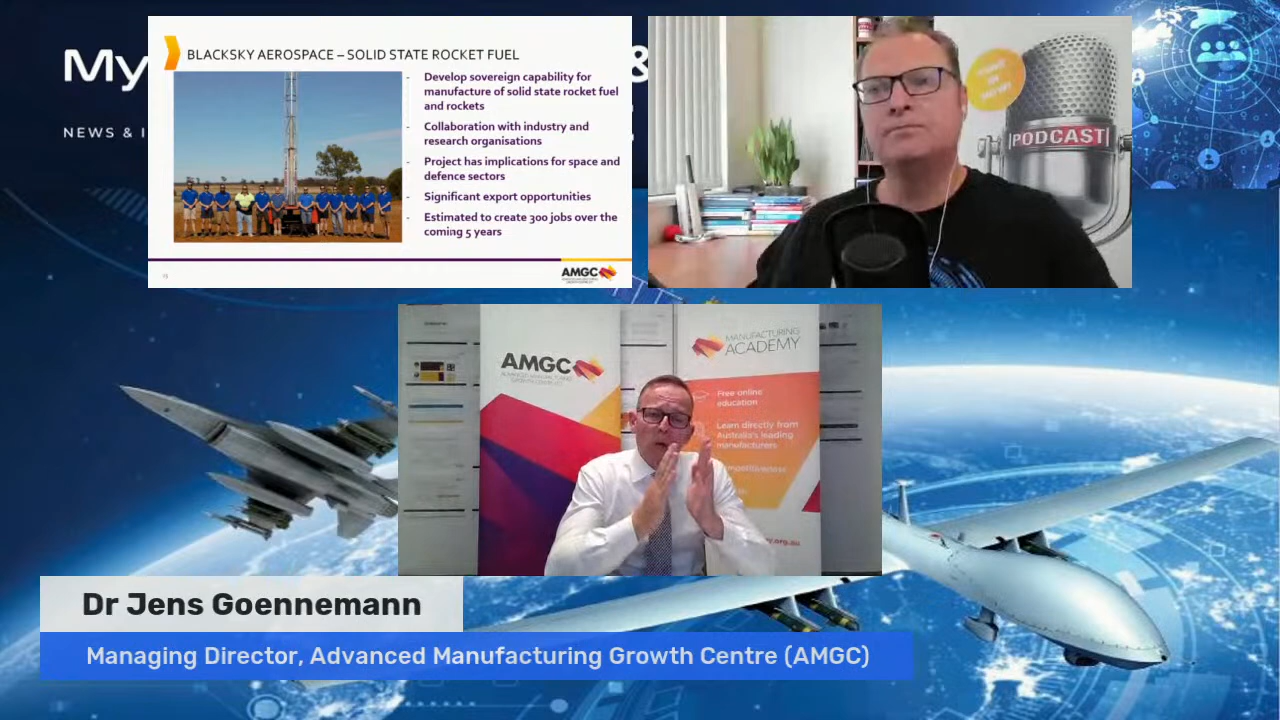 My
&
NEWS & I
BLACKSKY AEROSPACE – SOLID STATE ROCKET FUEL
- Develop sovereign capability for
manufacture of solid state rocket fuel
and rockets
- Collaboration with industry and
research organisations
- Project has implications for space and
defence sectors
- Significant export opportunities
- Estimated to create 300 jobs over the
coming 5 years
AMGC
PODCAST
AMGC
MANUFACTURING
ACADEMY
Free online
education
Learn directly from
Australia's leading
manufacturers
Dr Jens Goennemann
Managing Director, Advanced Manufacturing Growth Centre (AMGC)